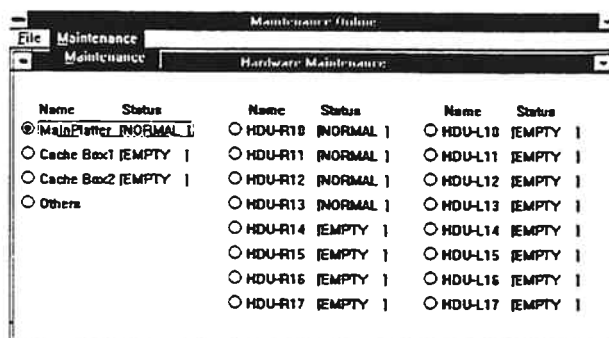 Maintenance Online
File Maintenance
Maintenance
Hardware Maintenance
Name Status Name Status Name Status
MainPlatter [NORMAL ] HDU-R10 [NORMAL ] HDU-L10 [EMPTY ]
Cache Box1 [EMPTY ] HDU-R11 [NORMAL ] HDU-L11 [EMPTY ]
Cache Box2 [EMPTY ] HDU-R12 [NORMAL ] HDU-L12 [EMPTY ]
Others HDU-R13 [NORMAL ] HDU-L13 [EMPTY ]
HDU-R14 [EMPTY ] HDU-L14 [EMPTY ]
HDU-R15 [EMPTY ] HDU-L15 [EMPTY ]
HDU-R16 [EMPTY ] HDU-L16 [EMPTY ]
HDU-R17 [EMPTY ] HDU-L17 [EMPTY ]